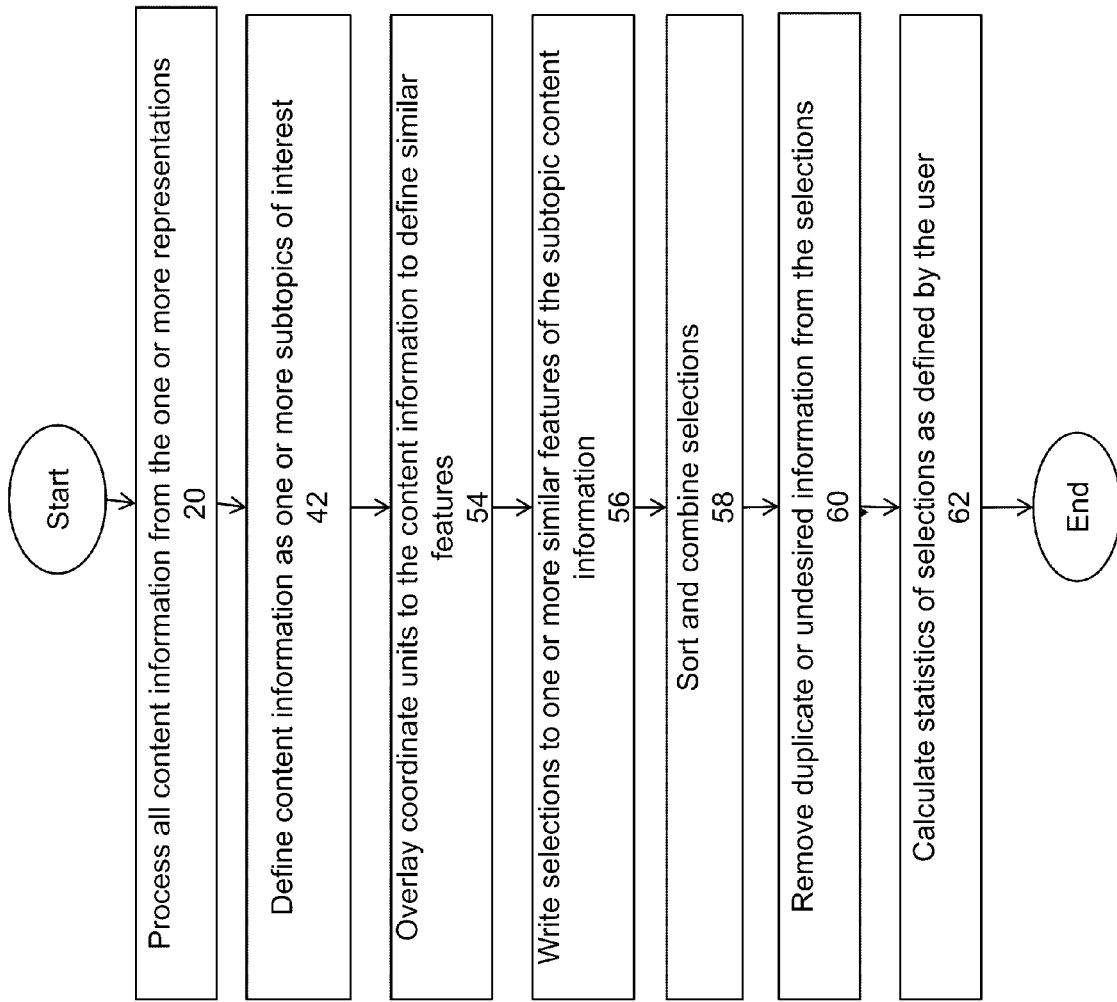 Start
Process all content information from the one or more representations
20
Define content information as one or more subtopics of interest
42
Overlay coordinate units to the content information to define similar
features
54
Write selections to one or more similar features of the subtopic content
information
56
Sort and combine selections
58
Remove duplicate or undesired information from the selections
60
Calculate statistics of selections as defined by the user
62
End